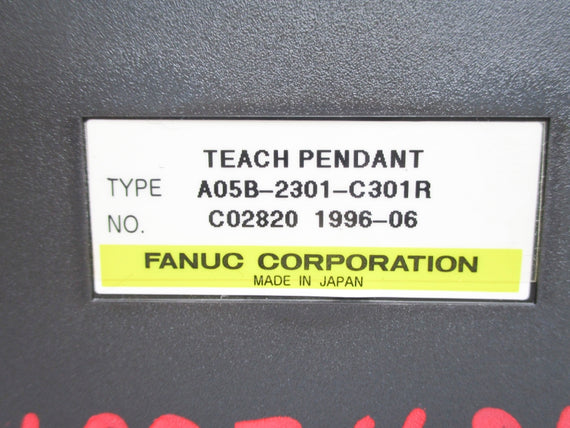 TEACH PENDANT
TYPE A05B-2301-C301R
NO. C02820 1996-06
FANUC CORPORATION
MADE IN JAPAN